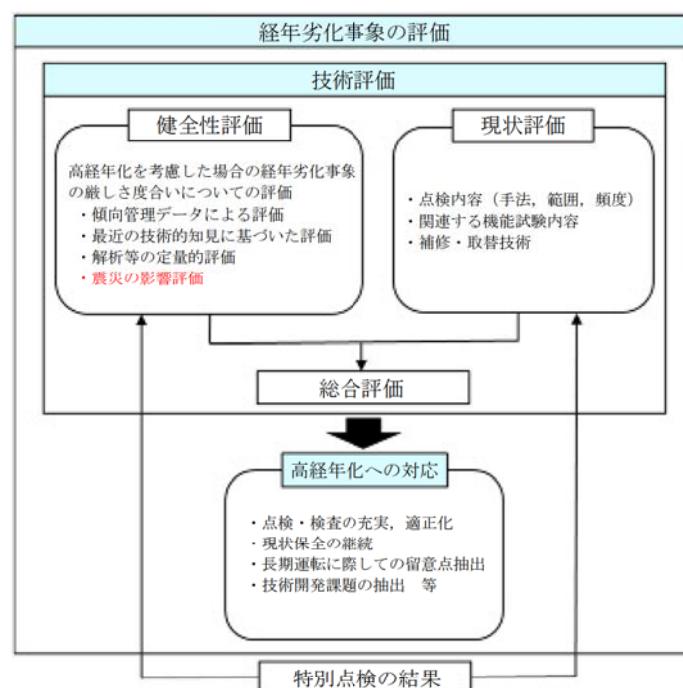 経年劣化事象の評価
技術評価
健全性評価
高経年化を考慮した場合の経年劣化事象
の厳しさ度合いについての評価
・傾向管理データによる評価
・最近の技術的知見に基づいた評価
・解析等の定量的評価
・震災の影響評価
現状評価
・点検内容（手法，範囲，頻度）
・関連する機能試験内容
・補修・取替技術
総合評価
高経年化への対応
・点検・検査の充実，適正化
・現状保全の継続
・長期運転に際しての留意点抽出
・技術開発課題の抽出　等
特別点検の結果